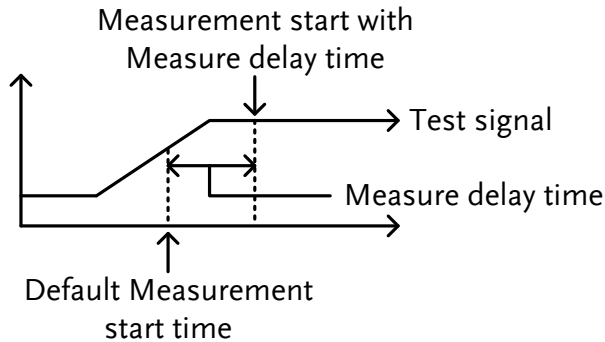 Measurement start with
Measure delay time
Test signal
Measure delay time
Default Measurement
start time